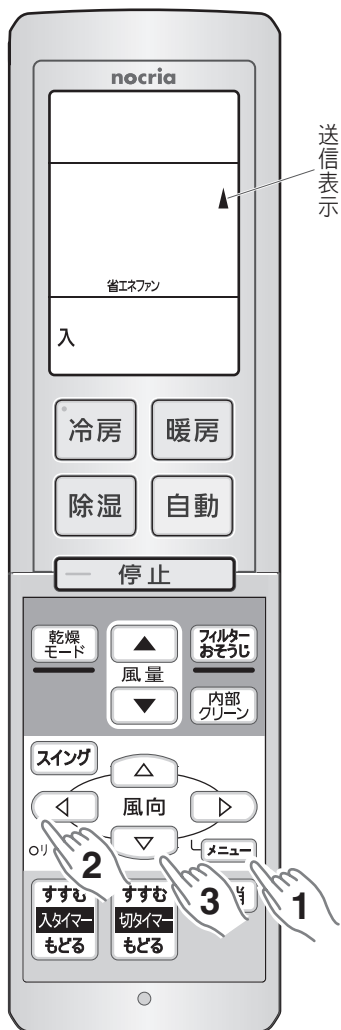 nocria
送信表示
省エネファン
入
冷房
暖房
除湿
自動
停止
乾燥
モード
風量
フィルター
おそうじ
内部
クリーン
スイング
風向
メニュー
リ
2
3
1
すすむ
入タイマー
もどる
すすむ
切タイマー
もどる